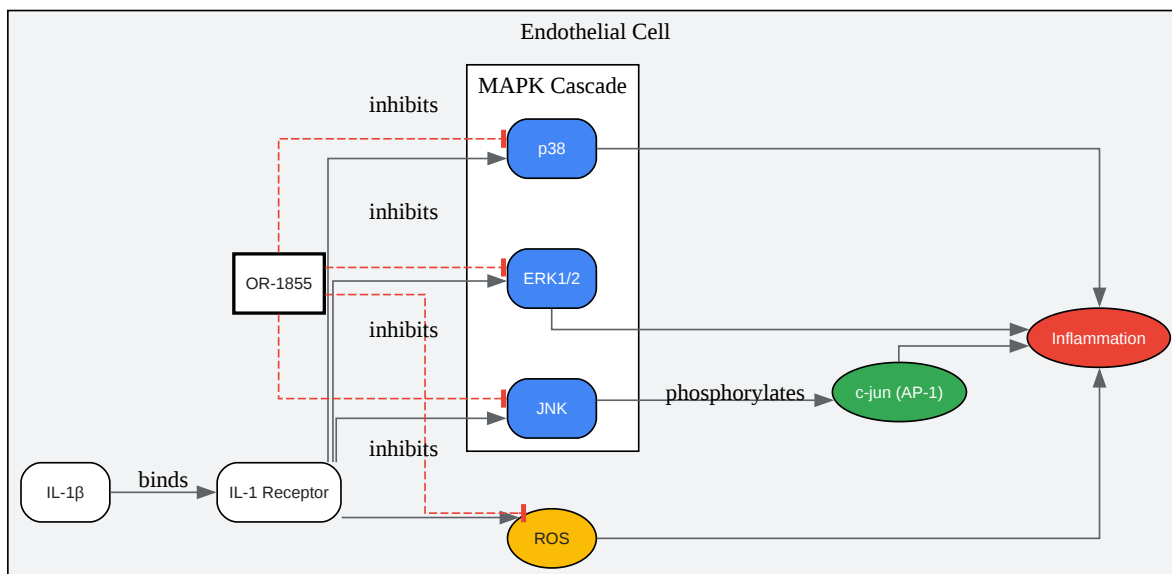 Endothelial Cell
MAPK Cascade
inhibits
p38
inhibits
OR-1855
ERK1/2
inhibits
Inflammation
phosphorylates
c-jun (AP-1)
JNK
inhibits
binds
IL-1β
IL-1 Receptor
ROS